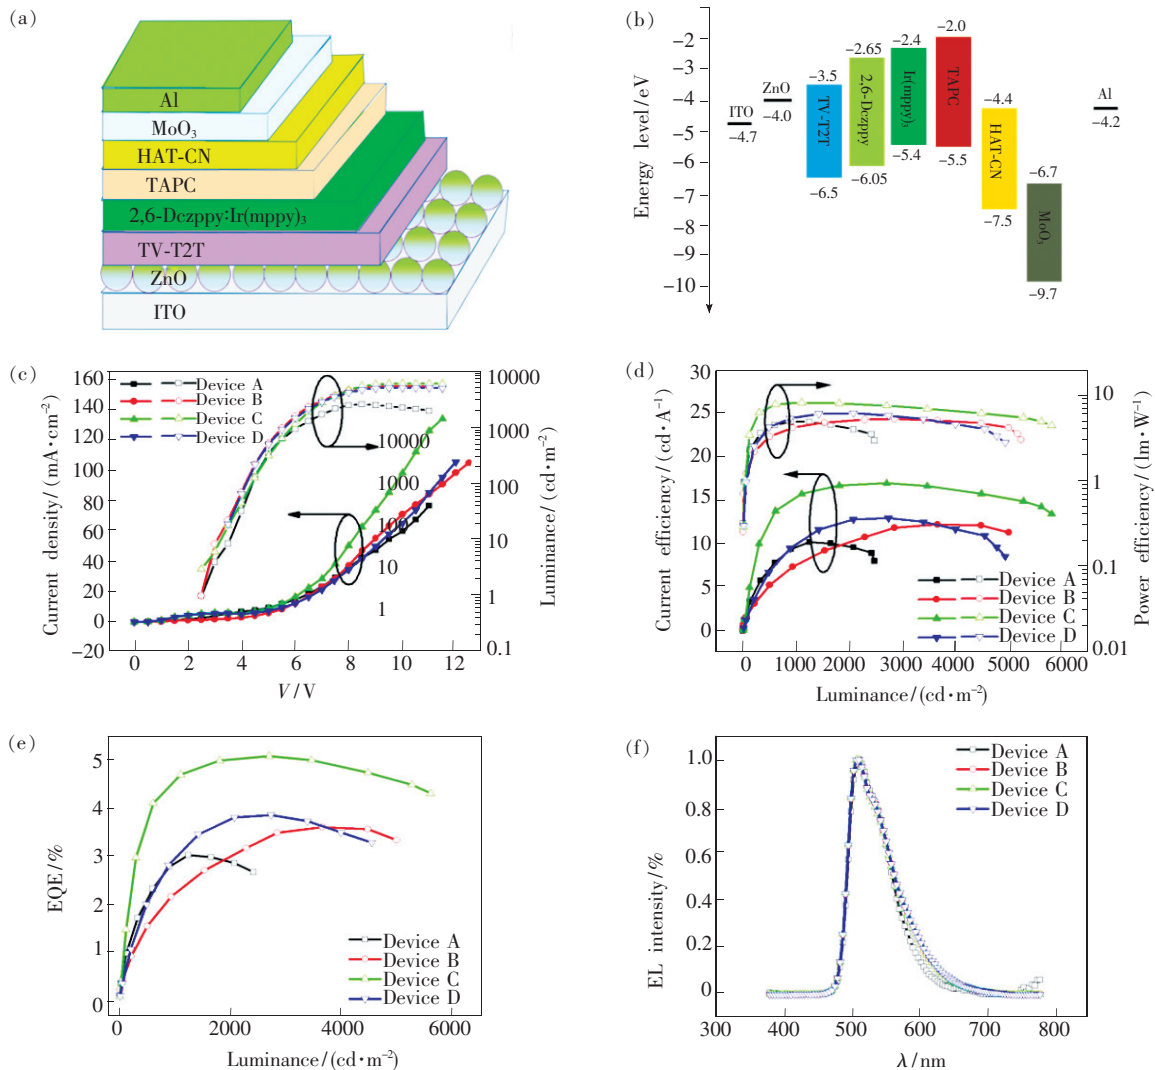 (a)
Al
MoO₃
HAT-CN
TAPC
2,6-Dczppy:Ir(mppy)₃
TV-T2T
ZnO
ITO
(b)
Energy level/eV
−1
−2
−3
−4
−5
−6
−7
−8
−9
−10
ITO
−4.7
ZnO
−4.0
−3.5
TV-T2T
−6.5
−2.65
2,6-Dczppy
−6.05
−2.4
Ir(mppy)₃
−5.4
−2.0
TAPC
−5.5
−4.4
HAT-CN
−7.5
−6.7
MoO₃
−9.7
Al
−4.2
(c)
Current density/(mA·cm⁻²)
160
140
120
100
80
60
40
20
0
−20
Device A
Device B
Device C
Device D
10000
1000
100
10
1
10000
1000
100
10
1
0.1
Luminance/(cd·m⁻²)
0 2 4 6 8 10 12
V/V
(d)
Current efficiency/(cd·A⁻¹)
30
25
20
15
10
5
0
Device A
Device B
Device C
Device D
10
1
0.1
0.01
Power efficiency/(lm·W⁻¹)
0 1000 2000 3000 4000 5000 6000
Luminance/(cd·m⁻²)
(e)
EQE/%
5
4
3
2
1
0
Device A
Device B
Device C
Device D
0 2000 4000 6000
Luminance/(cd·m⁻²)
(f)
EL intensity/%
1.0
0.8
0.6
0.4
0.2
0
Device A
Device B
Device C
Device D
300 400 500 600 700 800
λ/nm